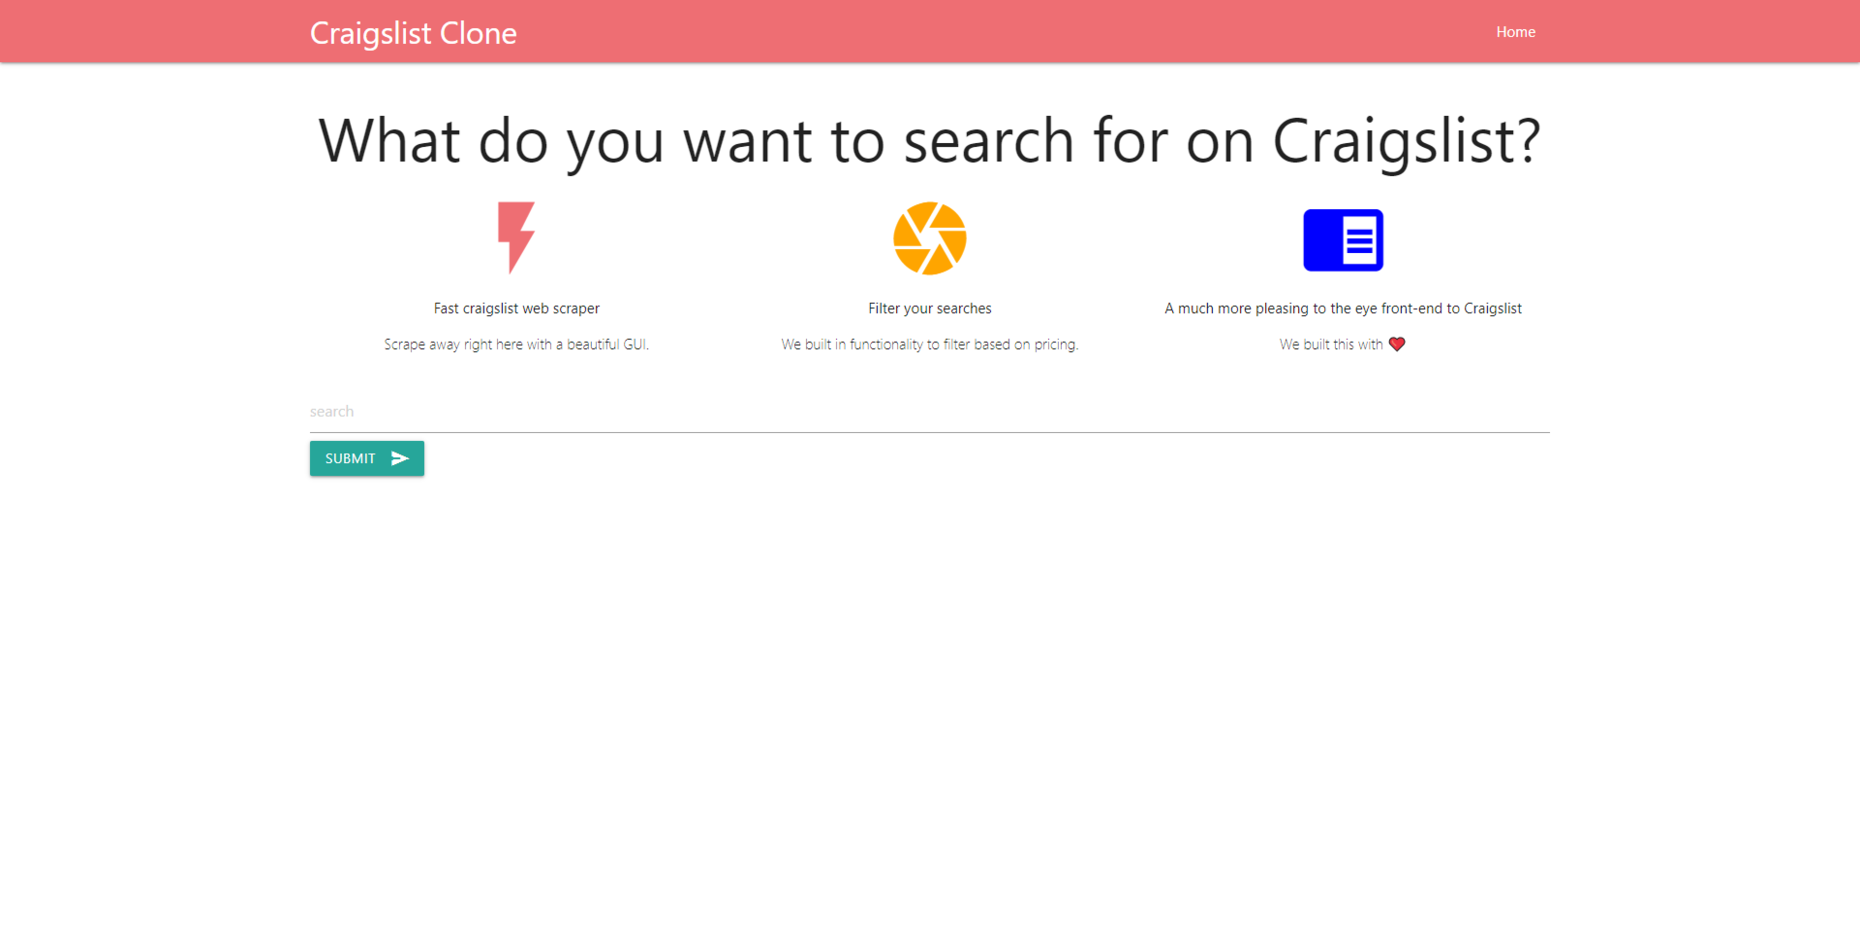 Craigslist Clone
Home
What do you want to search for on Craigslist?
Fast craigslist web scraper
Scrape away right here with a beautiful GUI.
Filter your searches
We built in functionality to filter based on pricing.
A much more pleasing to the eye front-end to Craigslist
We built this with ❤️
search
SUBMIT